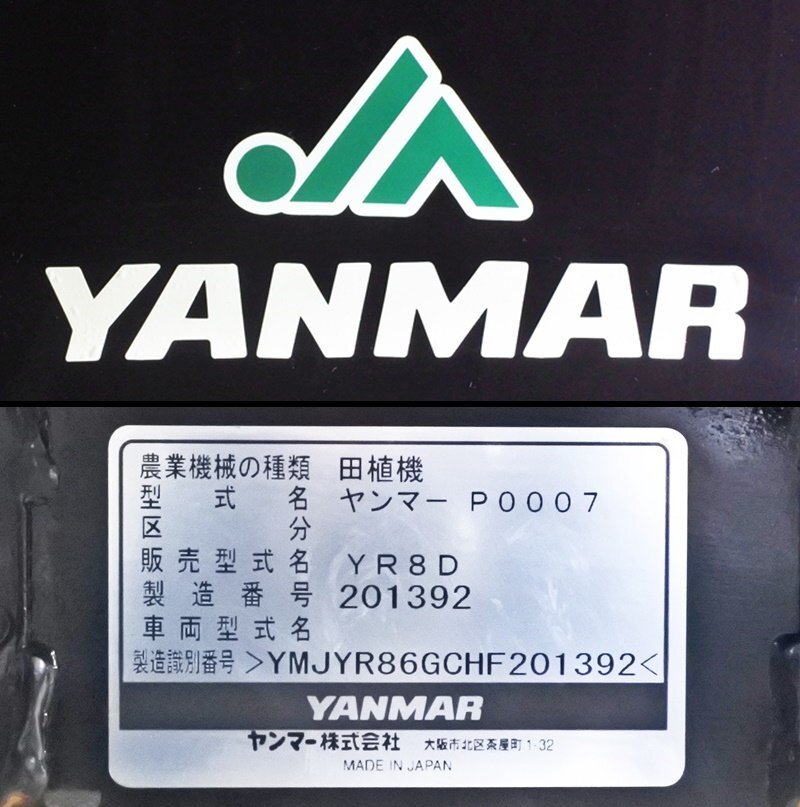 YANMAR
農業機械の種類 田植機
型式名 ヤンマー P0007
区分
販売型式名 YR8D
製造番号 201392
車両型式名
製造識別番号 >YMJYR86GCHF201392<
YANMAR
ヤンマー株式会社 大阪市北区茶屋町1-32
MADE IN JAPAN